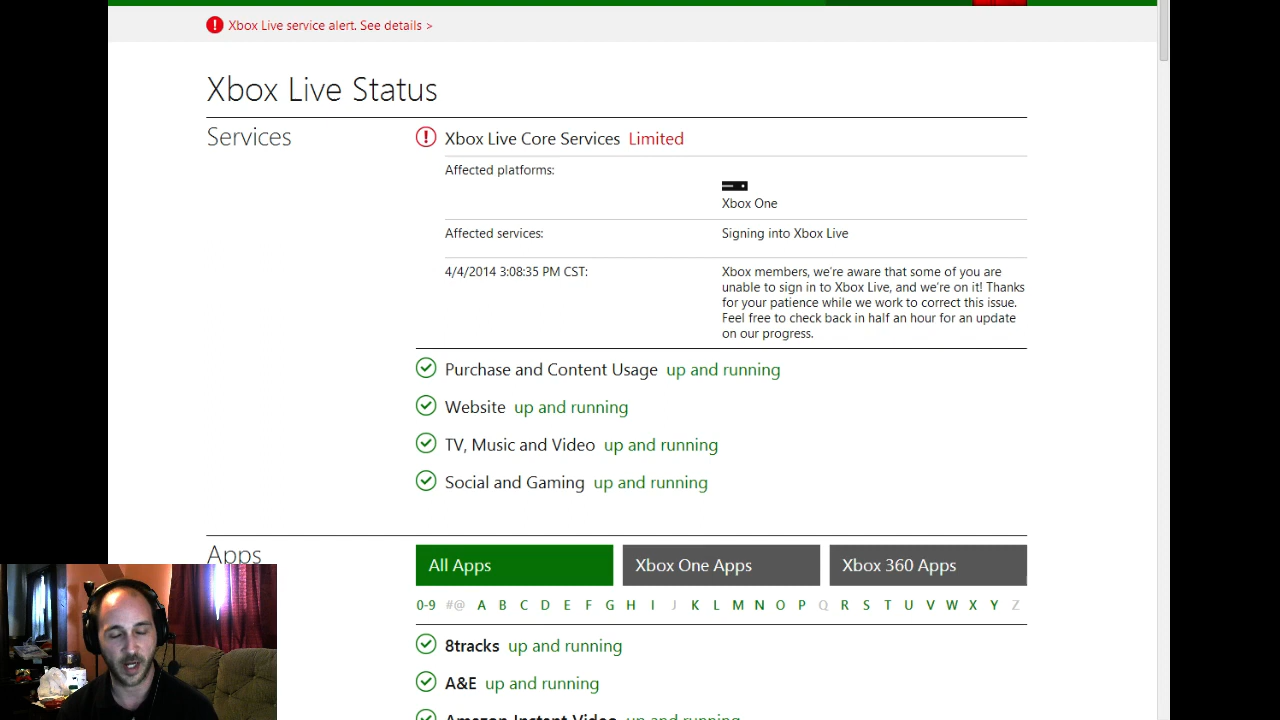 Xbox Live service alert. See details >
Xbox Live Status
Services
Xbox Live Core Services Limited
Affected platforms:
Xbox One
Affected services: Signing into Xbox Live
4/4/2014 3:08:35 PM CST: Xbox members, we're aware that some of you are
unable to sign in to Xbox Live, and we're on it! Thanks
for your patience while we work to correct this issue.
Feel free to check back in half an hour for an update
on our progress.
Purchase and Content Usage up and running
Website up and running
TV, Music and Video up and running
Social and Gaming up and running
Apps
All Apps Xbox One Apps Xbox 360 Apps
0-9 #@ A B C D E F G H I J K L M N O P Q R S T U V W X Y Z
8tracks up and running
A&E up and running
Amazon Instant Video up and running